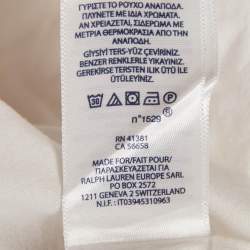 ΓΥΡΙΣΤΕ ΤΟ ΡΟΥΧΟ ΑΝΑΠΟΔΑ.
ΠΛΥΝΕΤΕ ΜΕ ΙΔΙΑ ΧΡΩΜΑΤΑ.
ΑΝ ΧΡΕΙΑΖΕΤΑΙ, ΣΙΔΕΡΩΣΤΕ ΜΕ
ΜΕΤΡΙΑ ΘΕΡΜΟΚΡΑΣΙΑ ΑΠΟ ΤΗΝ
ΑΝΑΠΟΔΗ.
GİYSİYİ TERS-YÜZ ÇEVİRİNİZ.
BENZER RENKLERLE YIKAYINIZ.
GEREKİRSE TERSTEN ILIK ÜTÜ İLE
ÜTÜLEYİNİZ.
30
n°1529
RN 41381
CA 56658
MADE FOR/FAIT POUR/
ΠΑΡΑΣΚΕΥΑΖΕΤΑΙ ΓΙΑ
RALPH LAUREN EUROPE SARL
PO BOX 2572
1211 GENEVA 2 SWITZERLAND
N.I.F. : IT03945310963